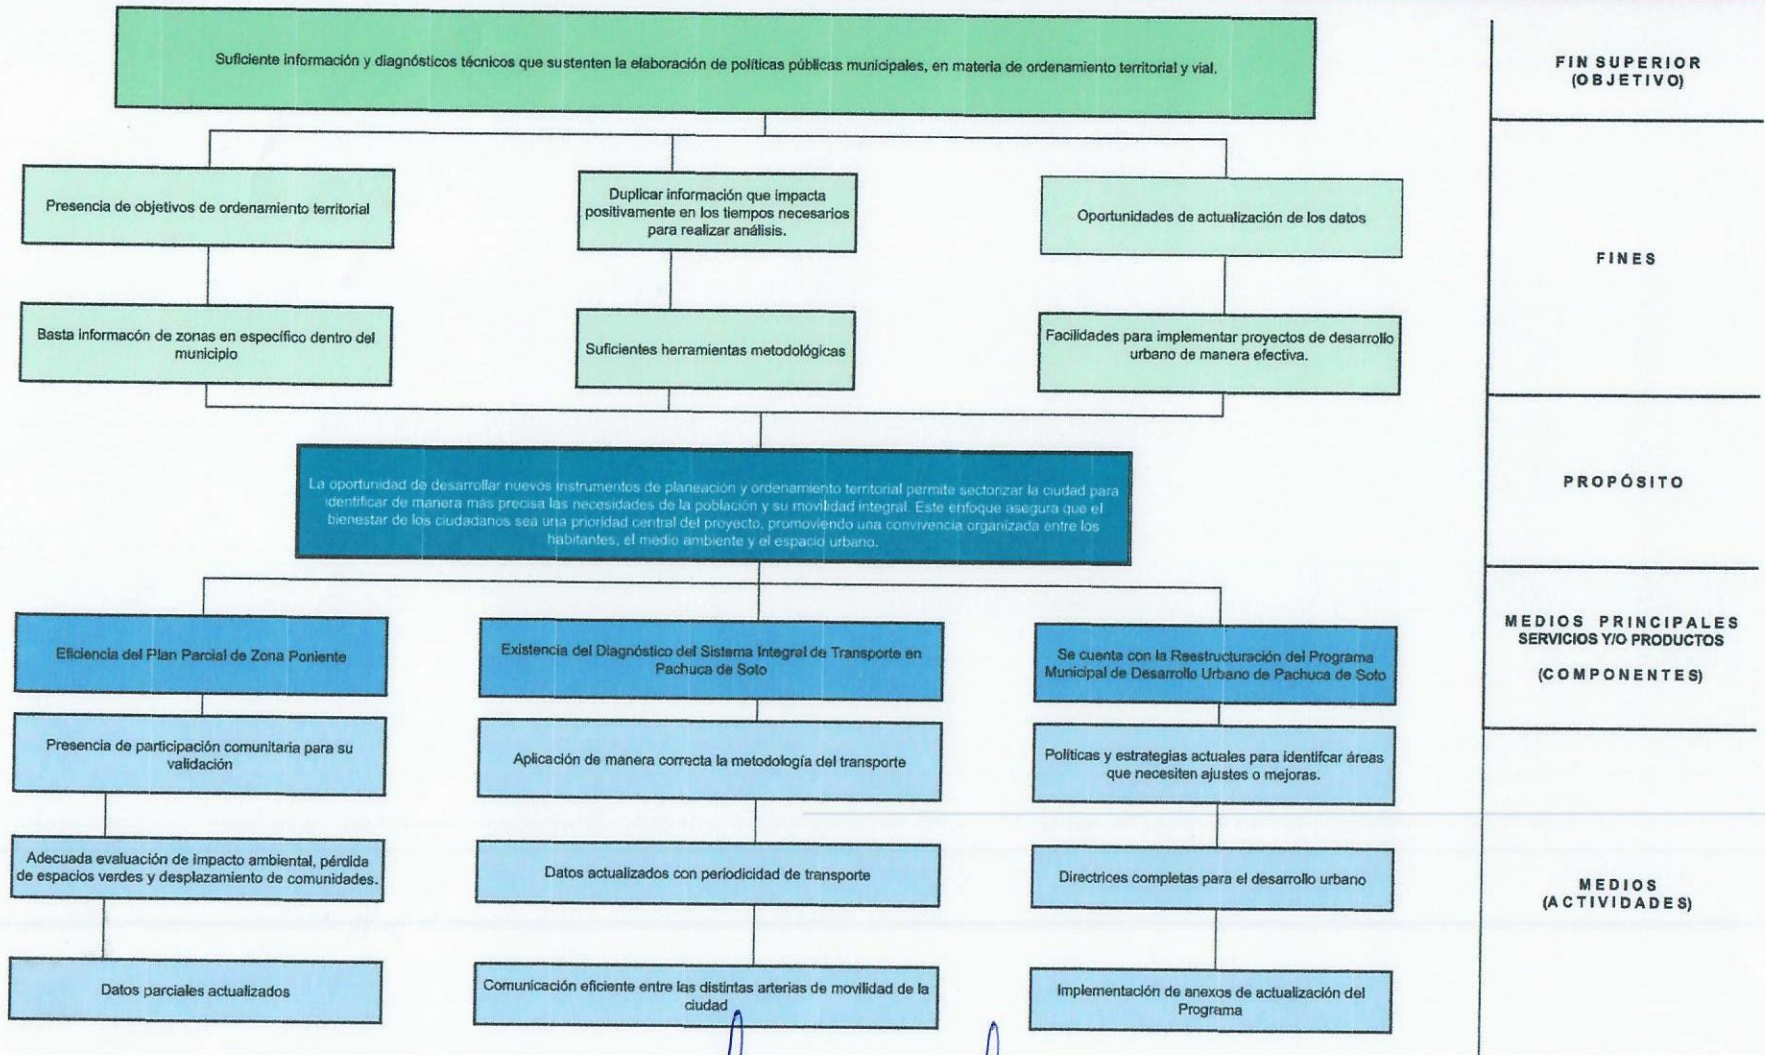 Suficiente información y diagnósticos técnicos que sustenten la elaboración de políticas públicas municipales, en materia de ordenamiento territorial y vial.
FIN SUPERIOR
(OBJETIVO)
Presencia de objetivos de ordenamiento territorial
Duplicar información que impacta
positivamente en los tiempos necesarios
para realizar análisis.
Oportunidades de actualización de los datos
FINES
Basta informacón de zonas en específico dentro del
municipio
Suficientes herramientas metodológicas
Facilidades para implementar proyectos de desarrollo
urbano de manera efectiva.
La oportunidad de desarrollar nuevos instrumentos de planeación y ordenamiento territorial permite sectorizar la ciudad para
identificar de manera más precisa las necesidades de la población y su movilidad integral. Este enfoque asegura que el
bienestar de los ciudadanos sea una prioridad central del proyecto, promoviendo una convivencia organizada entre los
habitantes, el medio ambiente y el espacio urbano.
PROPÓSITO
Eficiencia del Plan Parcial de Zona Poniente
Existencia del Diagnóstico del Sistema Integral de Transporte en
Pachuca de Soto
Se cuenta con la Reestructuración del Programa
Municipal de Desarrollo Urbano de Pachuca de Soto
MEDIOS PRINCIPALES
SERVICIOS Y/O PRODUCTOS
(COMPONENTES)
Presencia de participación comunitaria para su
validación
Aplicación de manera correcta la metodología del transporte
Políticas y estrategias actuales para identifcar áreas
que necesiten ajustes o mejoras.
Adecuada evaluación de impacto ambiental, pérdida
de espacios verdes y desplazamiento de comunidades.
Datos actualizados con periodicidad de transporte
Directrices completas para el desarrollo urbano
MEDIOS
(ACTIVIDADES)
Datos parciales actualizados
Comunicación eficiente entre las distintas arterias de movilidad de la
ciudad
Implementación de anexos de actualización del
Programa